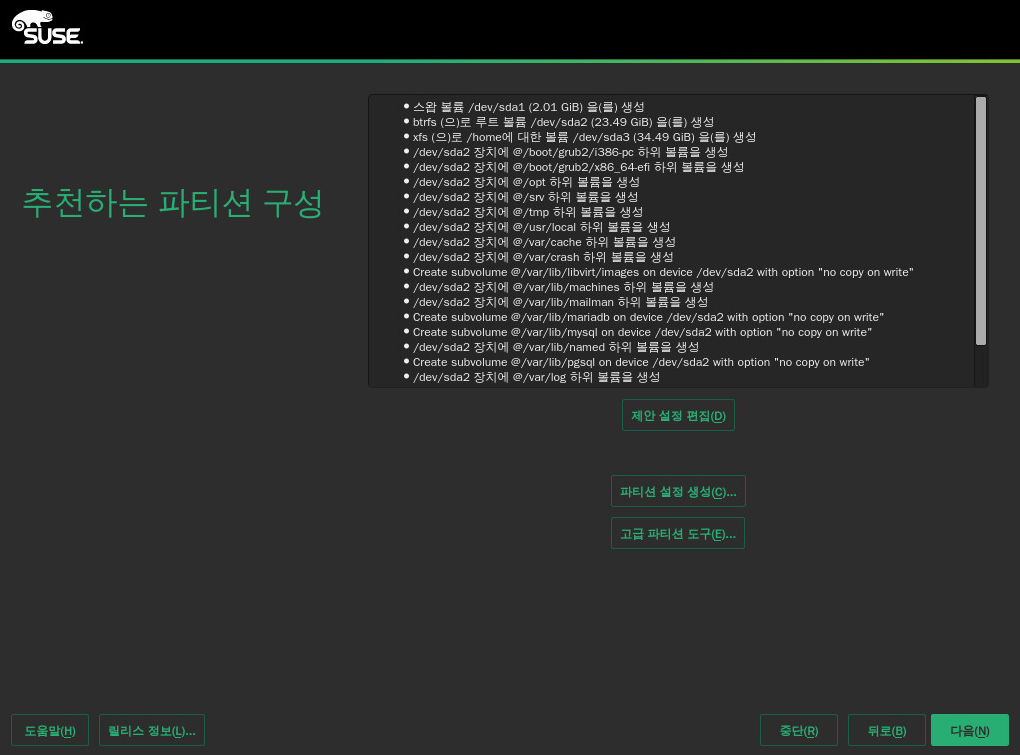 SUSE.
추천하는 파티션 구성
• 스왑 볼륨 /dev/sda1 (2.01 GiB) 을(를) 생성
• btrfs (으)로 루트 볼륨 /dev/sda2 (23.49 GiB) 을(를) 생성
• xfs (으)로 /home에 대한 볼륨 /dev/sda3 (34.49 GiB) 을(를) 생성
• /dev/sda2 장치에 @/boot/grub2/i386-pc 하위 볼륨을 생성
• /dev/sda2 장치에 @/boot/grub2/x86_64-efi 하위 볼륨을 생성
• /dev/sda2 장치에 @/opt 하위 볼륨을 생성
• /dev/sda2 장치에 @/srv 하위 볼륨을 생성
• /dev/sda2 장치에 @/tmp 하위 볼륨을 생성
• /dev/sda2 장치에 @/usr/local 하위 볼륨을 생성
• /dev/sda2 장치에 @/var/cache 하위 볼륨을 생성
• /dev/sda2 장치에 @/var/crash 하위 볼륨을 생성
• Create subvolume @/var/lib/libvirt/images on device /dev/sda2 with option "no copy on write"
• /dev/sda2 장치에 @/var/lib/machines 하위 볼륨을 생성
• /dev/sda2 장치에 @/var/lib/mailman 하위 볼륨을 생성
• Create subvolume @/var/lib/mariadb on device /dev/sda2 with option "no copy on write"
• Create subvolume @/var/lib/mysql on device /dev/sda2 with option "no copy on write"
• /dev/sda2 장치에 @/var/lib/named 하위 볼륨을 생성
• Create subvolume @/var/lib/pgsql on device /dev/sda2 with option "no copy on write"
• /dev/sda2 장치에 @/var/log 하위 볼륨을 생성
제안 설정 편집(D)
파티션 설정 생성(C)...
고급 파티션 도구(E)...
도움말(H)
릴리스 정보(L)...
중단(R)
뒤로(B)
다음(N)